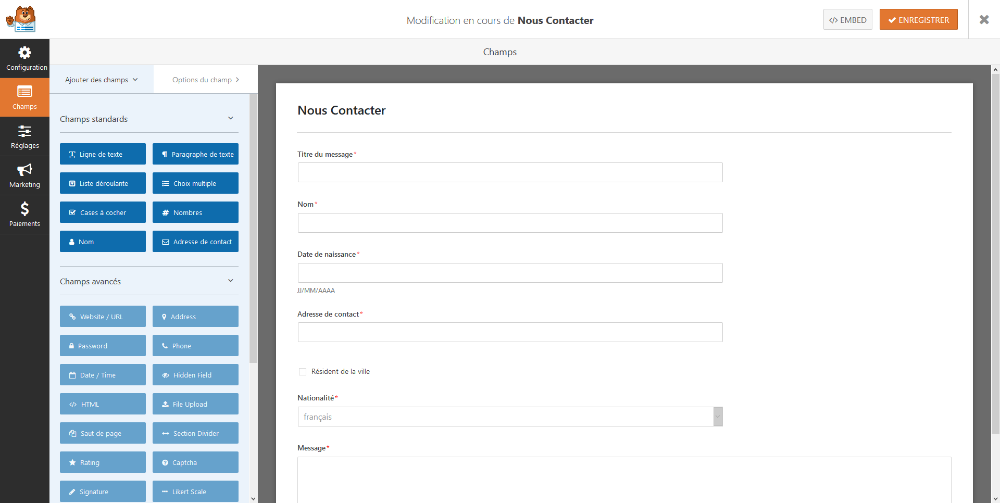 Modification en cours de Nous Contacter
</> EMBED
ENREGISTRER
Champs
Configuration
Champs
Réglages
Marketing
Paiements
Ajouter des champs
Options du champ
Champs standards
Ligne de texte
Paragraphe de texte
Liste déroulante
Choix multiple
Cases à cocher
Nombres
Nom
Adresse de contact
Champs avancés
Website / URL
Address
Password
Phone
Date / Time
Hidden Field
</> HTML
File Upload
Saut de page
Section Divider
Rating
Captcha
Signature
Likert Scale
Nous Contacter
Titre du message*
Nom*
Date de naissance*
JJ/MM/AAAA
Adresse de contact*
Résident de la ville
Nationalité*
français
Message*